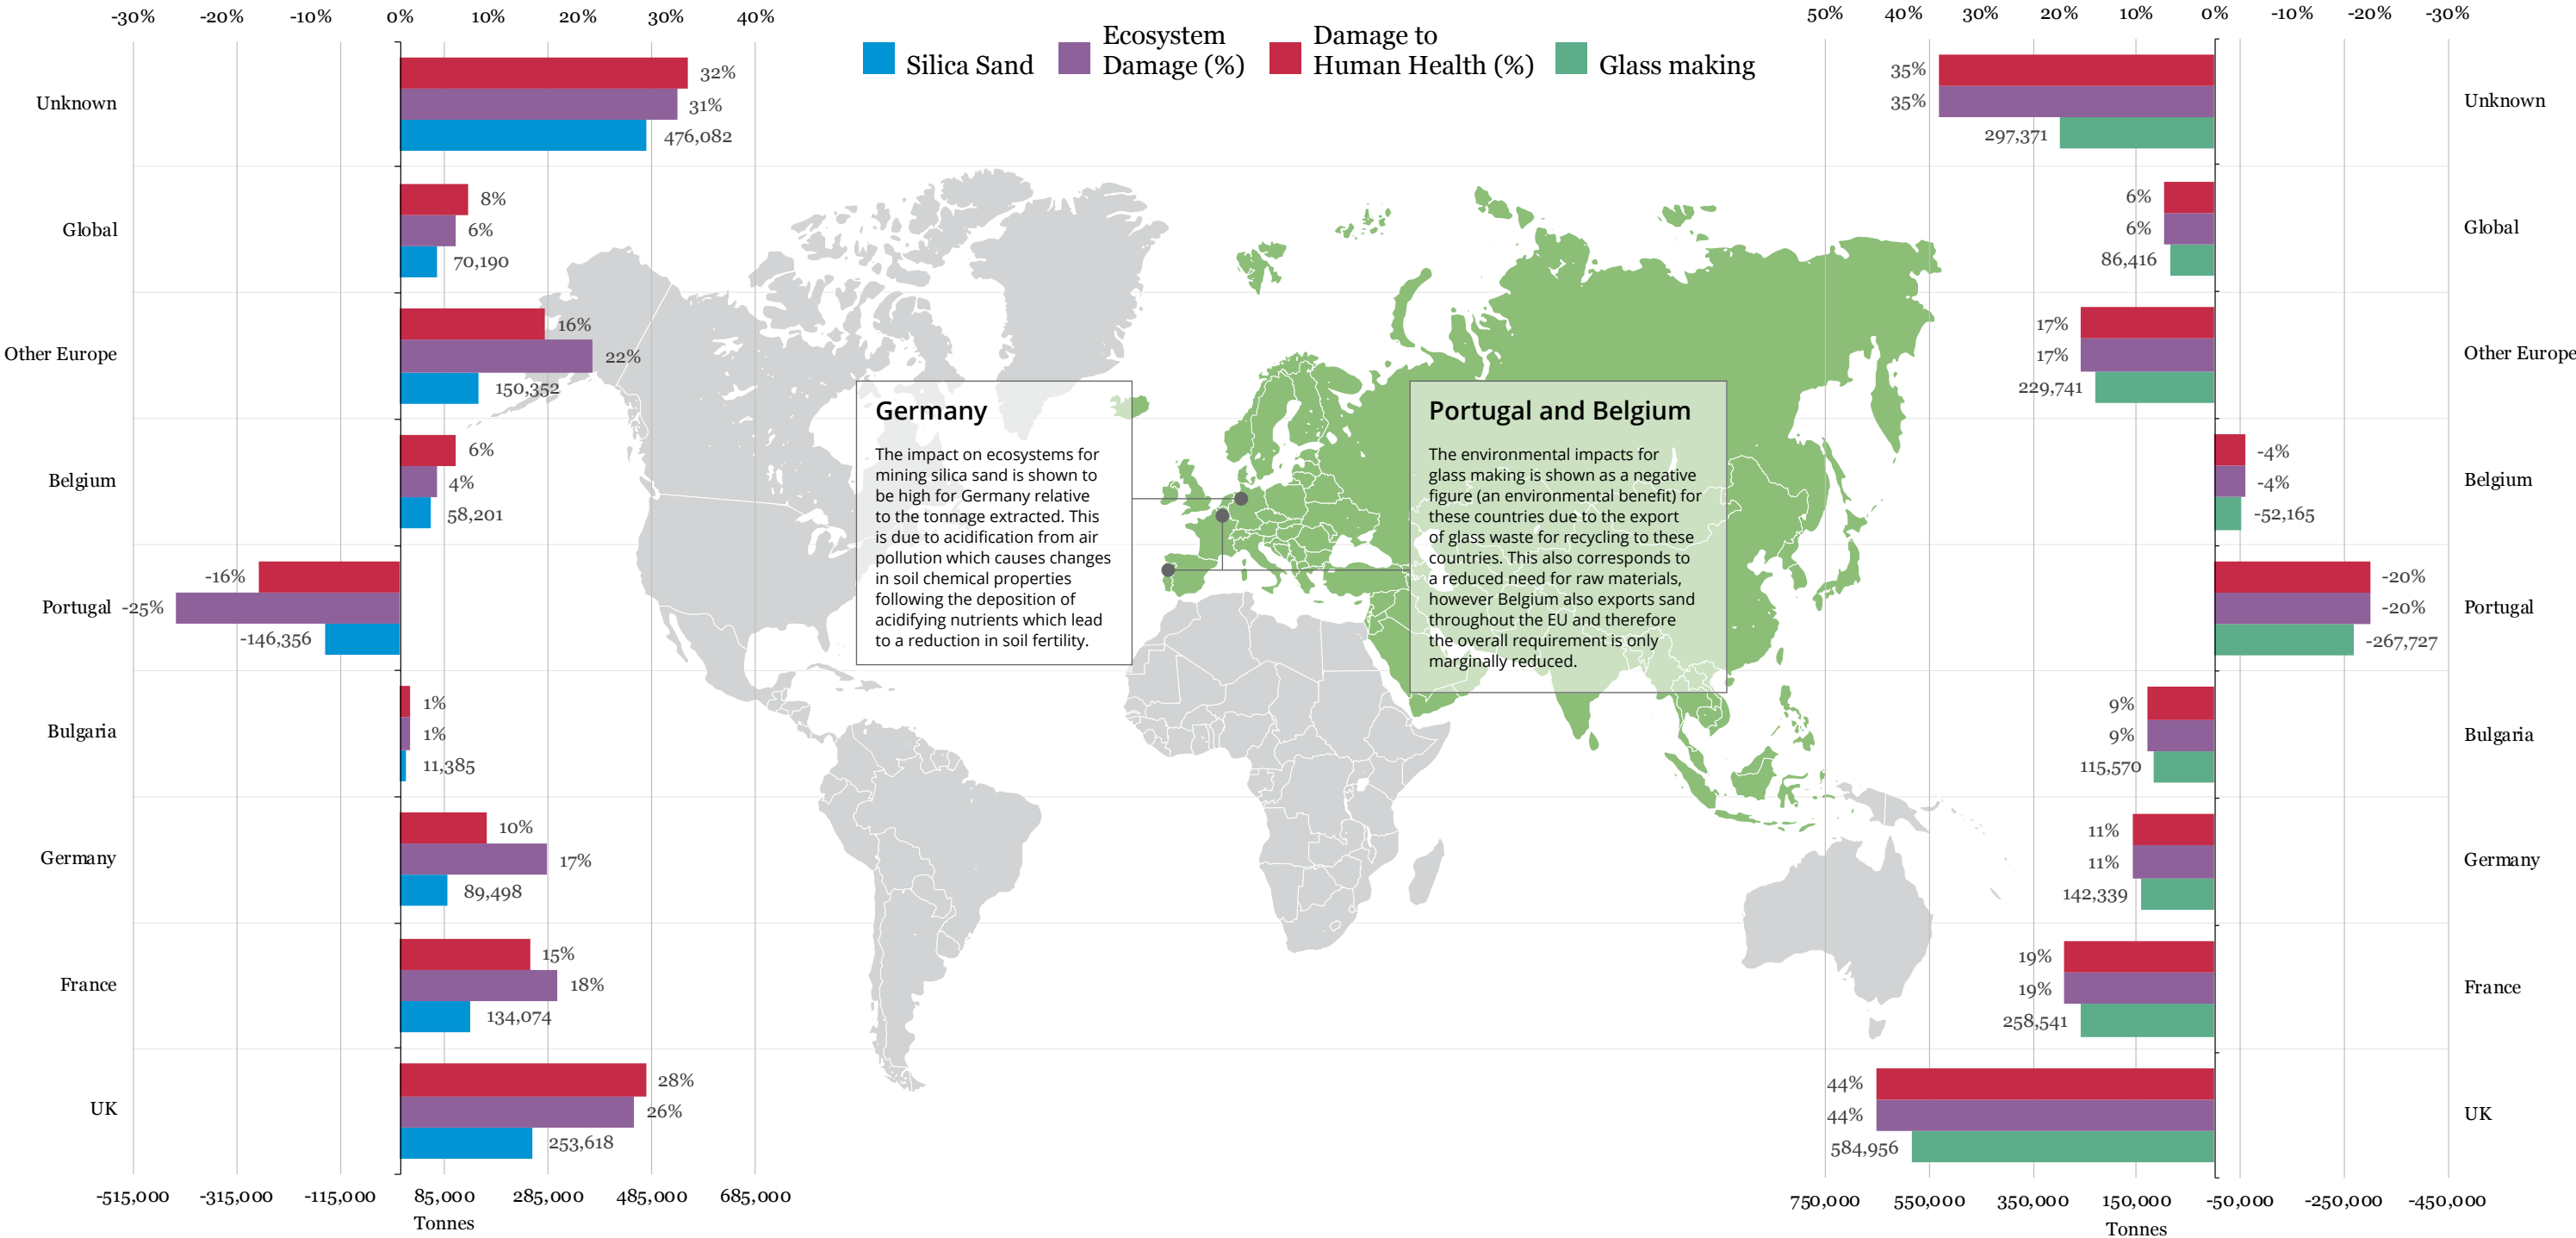 -30% -20% -10% 0% 10% 20% 30% 40%
Unknown
32%
31%
476,082
Global
8%
6%
70,190
Other Europe
16%
22%
150,352
Belgium
6%
4%
58,201
Portugal
-16%
-25%
-146,356
Bulgaria
1%
1%
11,385
Germany
10%
17%
89,498
France
15%
18%
134,074
UK
28%
26%
253,618
-515,000 -315,000 -115,000 85,000 285,000 485,000 685,000
Tonnes
Silica Sand
Ecosystem
Damage (%)
Damage to
Human Health (%)
Glass making
Germany
The impact on ecosystems for
mining silica sand is shown to
be high for Germany relative
to the tonnage extracted. This
is due to acidification from air
pollution which causes changes
in soil chemical properties
following the deposition of
acidifying nutrients which lead
to a reduction in soil fertility.
Portugal and Belgium
The environmental impacts for
glass making is shown as a negative
figure (an environmental benefit) for
these countries due to the export
of glass waste for recycling to these
countries. This also corresponds to
a reduced need for raw materials,
however Belgium also exports sand
throughout the EU and therefore
the overall requirement is only
marginally reduced.
50% 40% 30% 20% 10% 0% -10% -20% -30%
35%
35%
297,371
Unknown
6%
6%
86,416
Global
17%
17%
229,741
Other Europe
-4%
-4%
-52,165
Belgium
-20%
-20%
-267,727
Portugal
9%
9%
115,570
Bulgaria
11%
11%
142,339
Germany
19%
19%
258,541
France
44%
44%
584,956
UK
750,000 550,000 350,000 150,000 -50,000 -250,000 -450,000
Tonnes